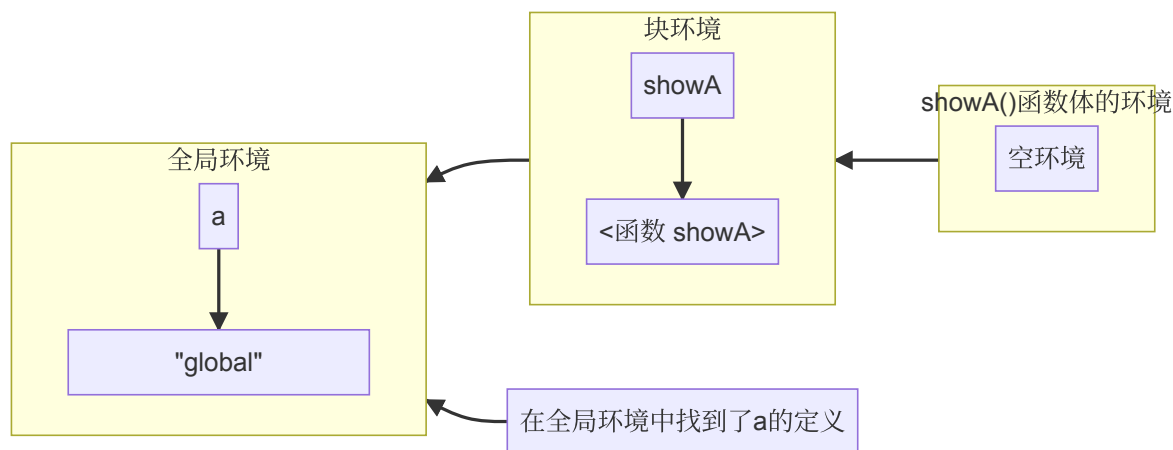 全局环境
a
"global"
块环境
showA
<函数 showA>
showA()函数体的环境
空环境
在全局环境中找到了a的定义